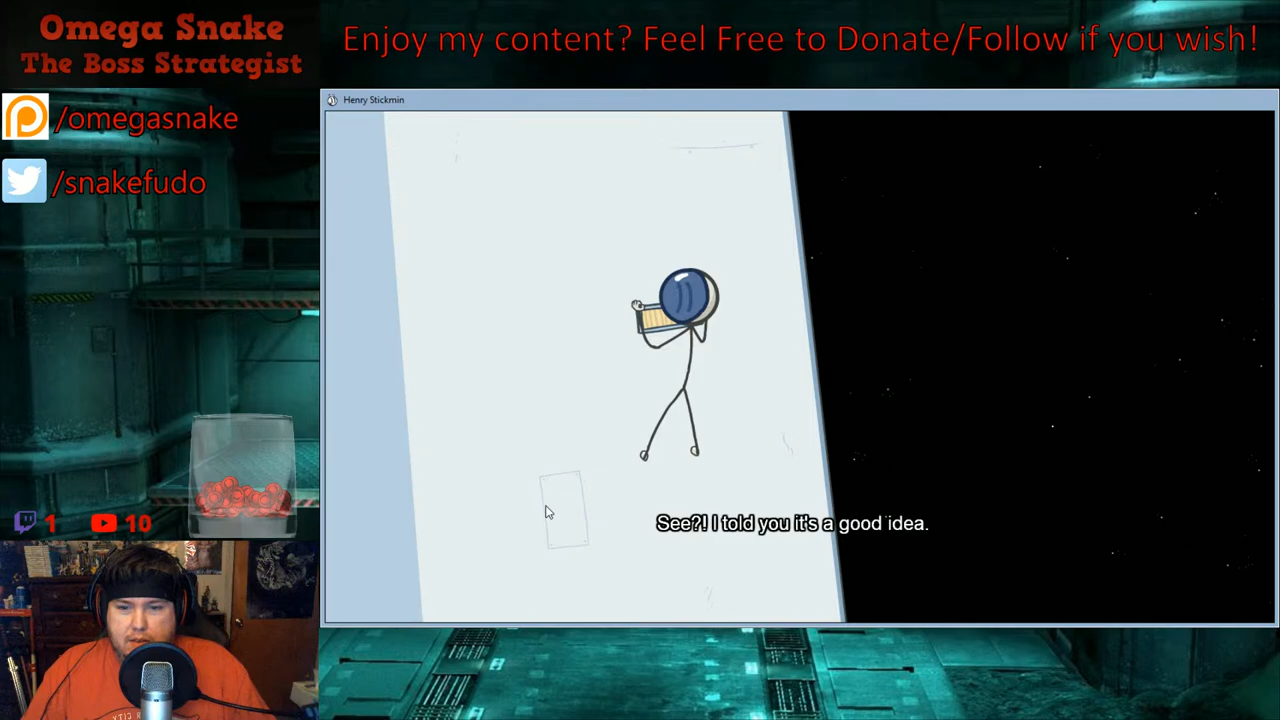 Omega Snake
The Boss Strategist
Enjoy my content? Feel Free to Donate/Follow if you wish!
/omegasnake
/snakefudo
Henry Stickmin
See?! I told you it's a good idea.
1
10